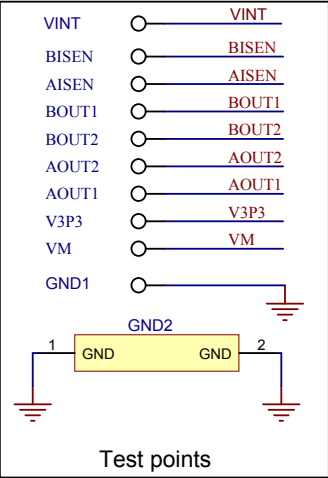 VINT VINT
BISEN BISEN
AISEN AISEN
BOUT1 BOUT1
BOUT2 BOUT2
AOUT2 AOUT2
AOUT1 AOUT1
V3P3 V3P3
VM VM
GND1
GND2
1 GND GND 2
Test points